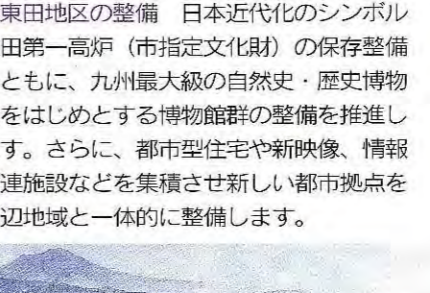 東田地区の整備　日本近代化のシンボル
田第一高炉（市指定文化財）の保存整備
ともに、九州最大級の自然史・歴史博物
をはじめとする博物館群の整備を推進し
す。さらに、都市型住宅や新映像、情報
連施設などを集積させ新しい都市拠点を
辺地域と一体的に整備します。